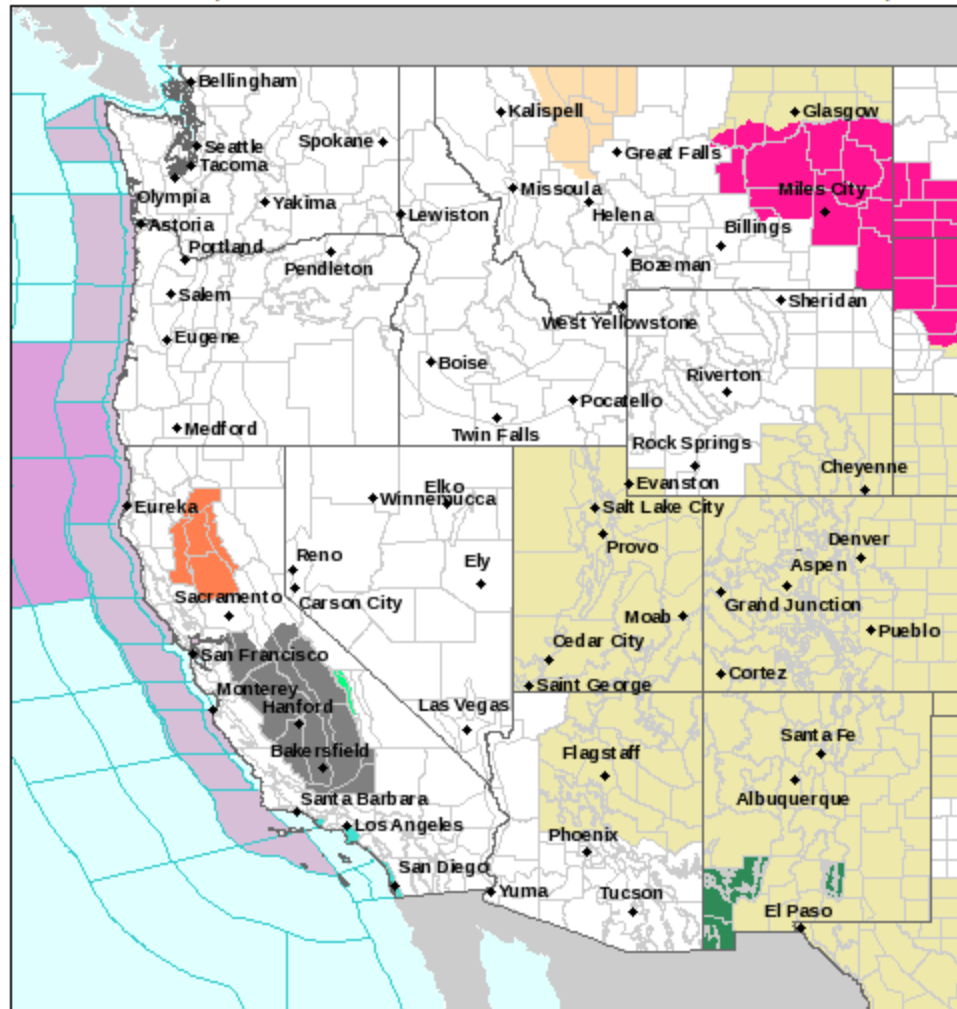 Bellingham
Kalispell
Glasgow
Seattle
Spokane
Great Falls
Tacoma
Olympia
Missoula
Miles City
Yakima
Helena
Lewiston
Astoria
Billings
Portland
Pendleton
Bozeman
Salem
Sheridan
West Yellowstone
Eugene
Boise
Riverton
Pocatello
Medford
Twin Falls
Rock Springs
Cheyenne
Elko
Evanston
Winnemucca
Eureka
Salt Lake City
Denver
Provo
Reno
Ely
Aspen
Sacramento
Carson City
Grand Junction
Moab
Pueblo
Cedar City
San Francisco
Cortez
Saint George
Monterey
Hanford
Las Vegas
Santa Fe
Bakersfield
Flagstaff
Santa Barbara
Albuquerque
Los Angeles
Phoenix
San Diego
Yuma
Tucson
El Paso